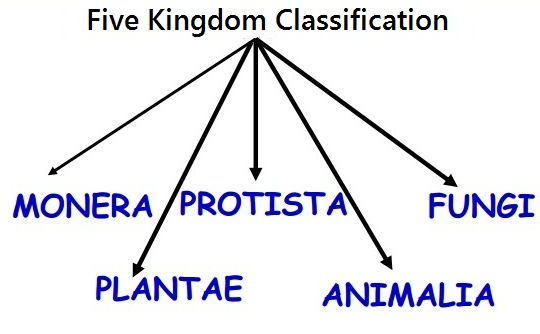 Five Kingdom Classification
MONERA PROTISTA FUNGI
PLANTAE ANIMALIA